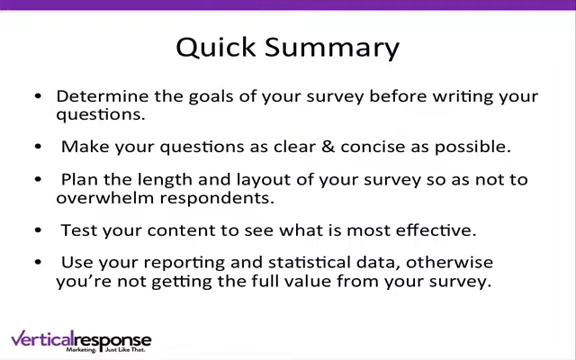 Quick Summary
• Determine the goals of your survey before writing your
questions.
• Make your questions as clear & concise as possible.
• Plan the length and layout of your survey so as not to
overwhelm respondents.
• Test your content to see what is most effective.
• Use your reporting and statistical data, otherwise
you're not getting the full value from your survey.
verticalresponse
Marketing. Just Like That.